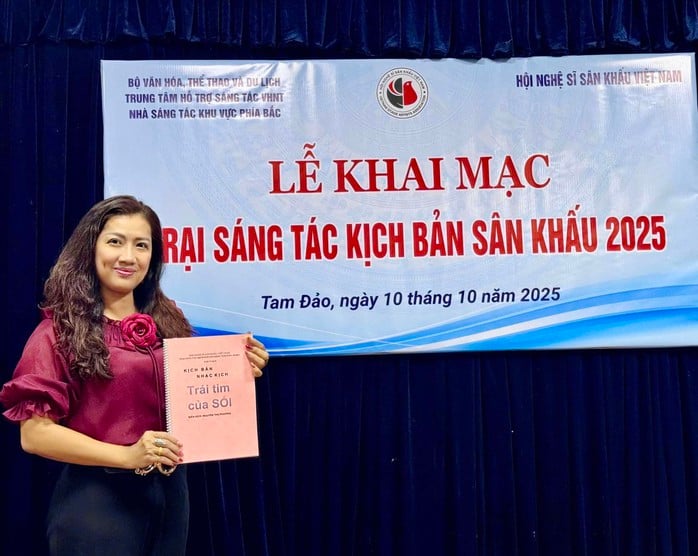 BỘ VĂN HÓA, THỂ THAO VÀ DU LỊCH
TRUNG TÂM HỖ TRỢ SÁNG TÁC VHNT
NHÀ SÁNG TÁC KHU VỰC PHÍA BẮC
HỘI NGHỆ SĨ SÂN KHẤU VIỆT NAM
LỄ KHAI MẠC
RẠI SÁNG TÁC KỊCH BẢN SÂN KHẤU 2025
Tam Đảo, ngày 10 tháng 10 năm 2025
KỊCH BẢN
NHẠC KỊCH
Trái tim
của SÓI